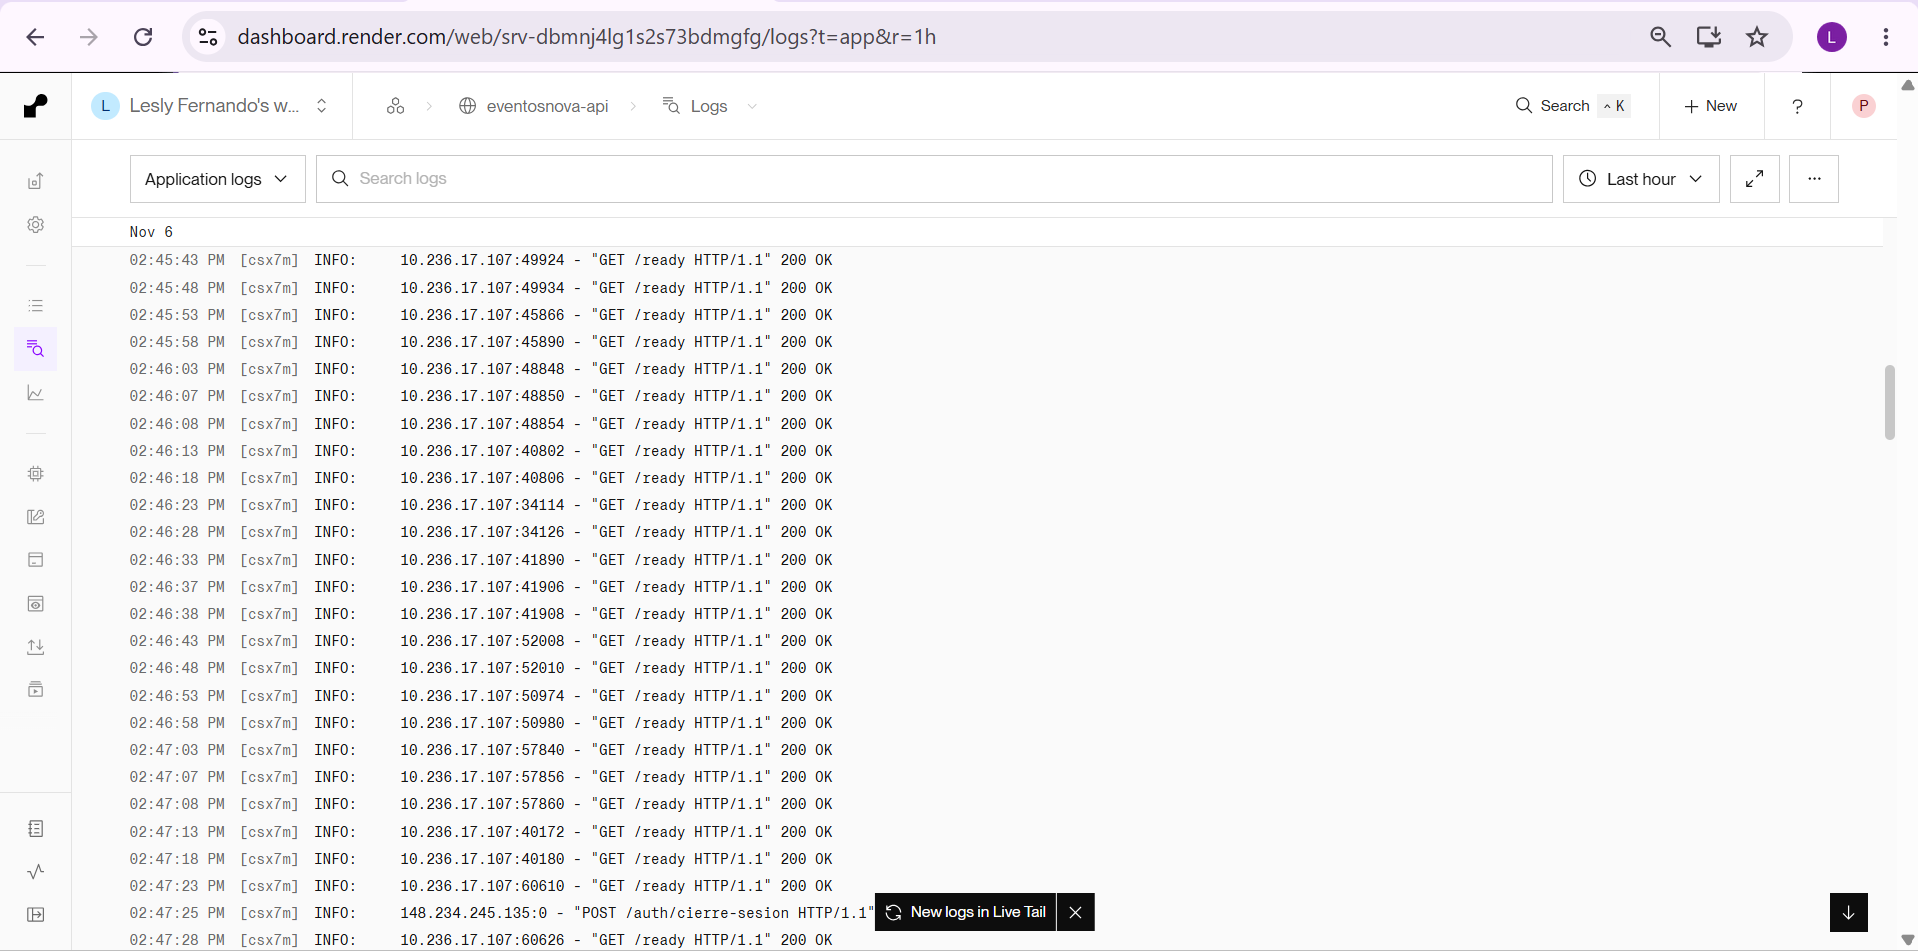 dashboard.render.com/web/srv-dbmnj4lg1s2s73bdmgfg/logs?t=app&r=1h
L
L Lesly Fernando's w... eventosnova-api Logs Search ^ K + New ? P
Application logs Search logs Last hour ...
Nov 6
02:45:43 PM [csx7m] INFO: 10.236.17.107:49924 - "GET /ready HTTP/1.1" 200 OK
02:45:48 PM [csx7m] INFO: 10.236.17.107:49934 - "GET /ready HTTP/1.1" 200 OK
02:45:53 PM [csx7m] INFO: 10.236.17.107:45866 - "GET /ready HTTP/1.1" 200 OK
02:45:58 PM [csx7m] INFO: 10.236.17.107:45890 - "GET /ready HTTP/1.1" 200 OK
02:46:03 PM [csx7m] INFO: 10.236.17.107:48848 - "GET /ready HTTP/1.1" 200 OK
02:46:07 PM [csx7m] INFO: 10.236.17.107:48850 - "GET /ready HTTP/1.1" 200 OK
02:46:08 PM [csx7m] INFO: 10.236.17.107:48854 - "GET /ready HTTP/1.1" 200 OK
02:46:13 PM [csx7m] INFO: 10.236.17.107:40802 - "GET /ready HTTP/1.1" 200 OK
02:46:18 PM [csx7m] INFO: 10.236.17.107:40806 - "GET /ready HTTP/1.1" 200 OK
02:46:23 PM [csx7m] INFO: 10.236.17.107:34114 - "GET /ready HTTP/1.1" 200 OK
02:46:28 PM [csx7m] INFO: 10.236.17.107:34126 - "GET /ready HTTP/1.1" 200 OK
02:46:33 PM [csx7m] INFO: 10.236.17.107:41890 - "GET /ready HTTP/1.1" 200 OK
02:46:37 PM [csx7m] INFO: 10.236.17.107:41906 - "GET /ready HTTP/1.1" 200 OK
02:46:38 PM [csx7m] INFO: 10.236.17.107:41908 - "GET /ready HTTP/1.1" 200 OK
02:46:43 PM [csx7m] INFO: 10.236.17.107:52008 - "GET /ready HTTP/1.1" 200 OK
02:46:48 PM [csx7m] INFO: 10.236.17.107:52010 - "GET /ready HTTP/1.1" 200 OK
02:46:53 PM [csx7m] INFO: 10.236.17.107:50974 - "GET /ready HTTP/1.1" 200 OK
02:46:58 PM [csx7m] INFO: 10.236.17.107:50980 - "GET /ready HTTP/1.1" 200 OK
02:47:03 PM [csx7m] INFO: 10.236.17.107:57840 - "GET /ready HTTP/1.1" 200 OK
02:47:07 PM [csx7m] INFO: 10.236.17.107:57856 - "GET /ready HTTP/1.1" 200 OK
02:47:08 PM [csx7m] INFO: 10.236.17.107:57860 - "GET /ready HTTP/1.1" 200 OK
02:47:13 PM [csx7m] INFO: 10.236.17.107:40172 - "GET /ready HTTP/1.1" 200 OK
02:47:18 PM [csx7m] INFO: 10.236.17.107:40180 - "GET /ready HTTP/1.1" 200 OK
02:47:23 PM [csx7m] INFO: 10.236.17.107:60610 - "GET /ready HTTP/1.1" 200 OK
02:47:25 PM [csx7m] INFO: 148.234.245.135:0 - "POST /auth/cierre-sesion HTTP/1.1"
New logs in Live Tail
02:47:28 PM [csx7m] INFO: 10.236.17.107:60626 - "GET /ready HTTP/1.1" 200 OK